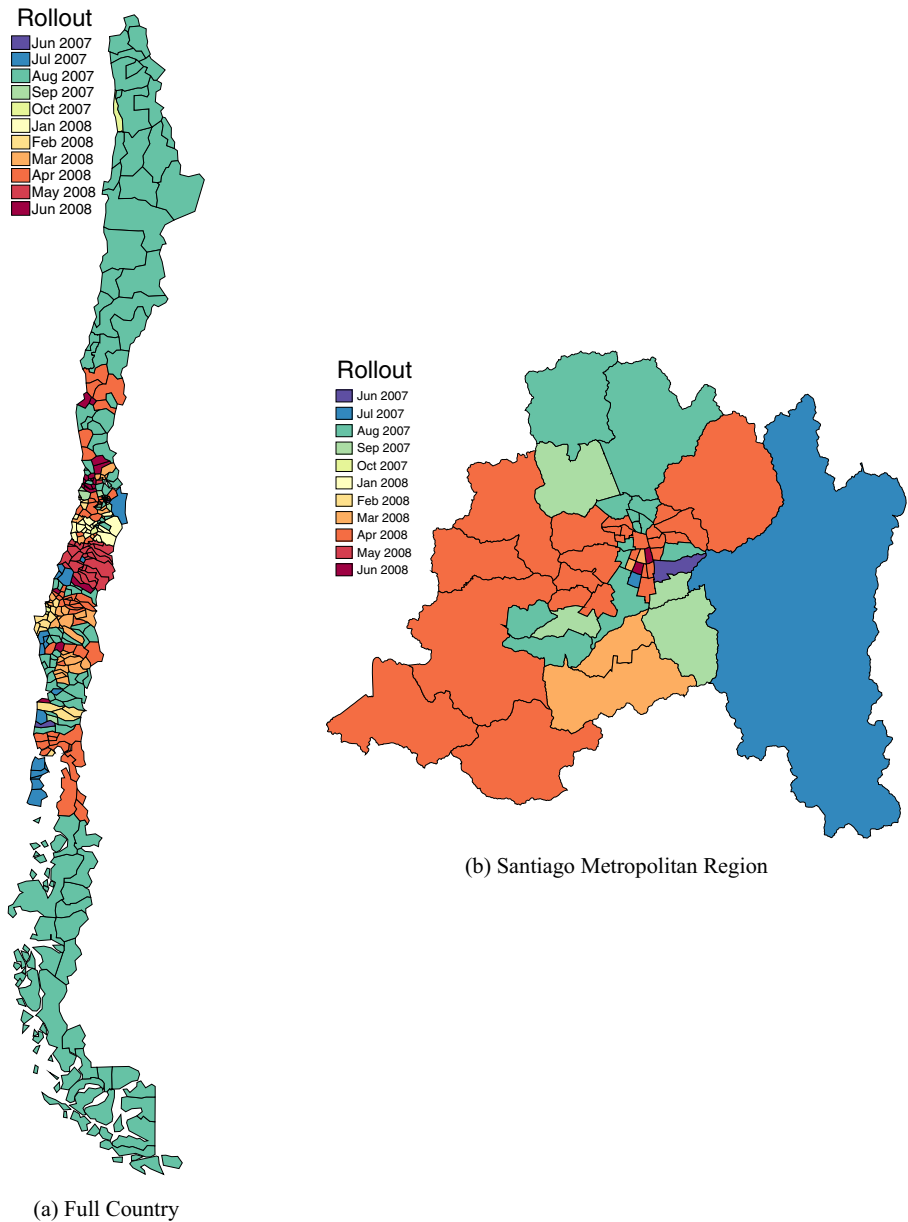 Rollout
Jun 2007
Jul 2007
Aug 2007
Sep 2007
Oct 2007
Jan 2008
Feb 2008
Mar 2008
Apr 2008
May 2008
Jun 2008
(a) Full Country
Rollout
Jun 2007
Jul 2007
Aug 2007
Sep 2007
Oct 2007
Jan 2008
Feb 2008
Mar 2008
Apr 2008
May 2008
Jun 2008
(b) Santiago Metropolitan Region